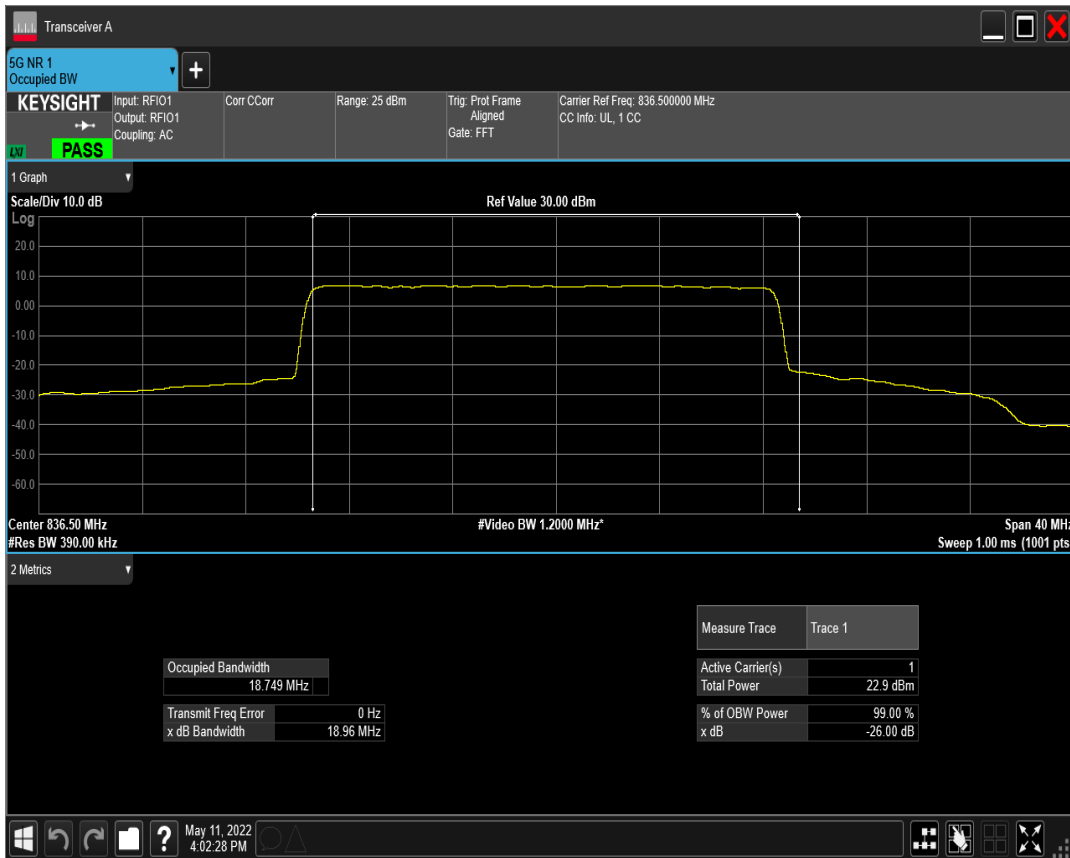 Transceiver A
5G NR 1
Occupied BW
KEYSIGHT
LXI
PASS
Input: RFIO1
Output: RFIO1
Coupling: AC
Corr CCorr
Range: 25 dBm
Trig: Prot Frame
Aligned
Gate: FFT
Carrier Ref Freq: 836.500000 MHz
CC Info: UL, 1 CC
1 Graph
Scale/Div 10.0 dB
Ref Value 30.00 dBm
Log
20.0
10.0
0.00
-10.0
-20.0
-30.0
-40.0
-50.0
-60.0
Center 836.50 MHz
#Video BW 1.2000 MHz*
Span 40 MHz
#Res BW 390.00 kHz
Sweep 1.00 ms (1001 pts
2 Metrics
Measure Trace Trace 1
Occupied Bandwidth
18.749 MHz
Active Carrier(s) 1
Total Power 22.9 dBm
Transmit Freq Error 0 Hz
x dB Bandwidth 18.96 MHz
% of OBW Power 99.00 %
x dB -26.00 dB
?
May 11, 2022
4:02:28 PM